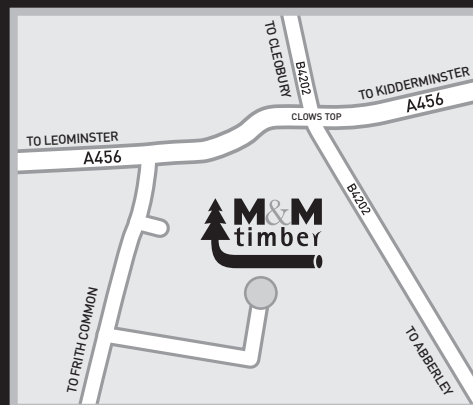 TO CLEOBURY
B4202
TO KIDDERMINSTER
A456
CLOWS TOP
TO LEOMINSTER
A456
B4202
M&M
timber
TO FRITH COMMON
TO ABBERLEY